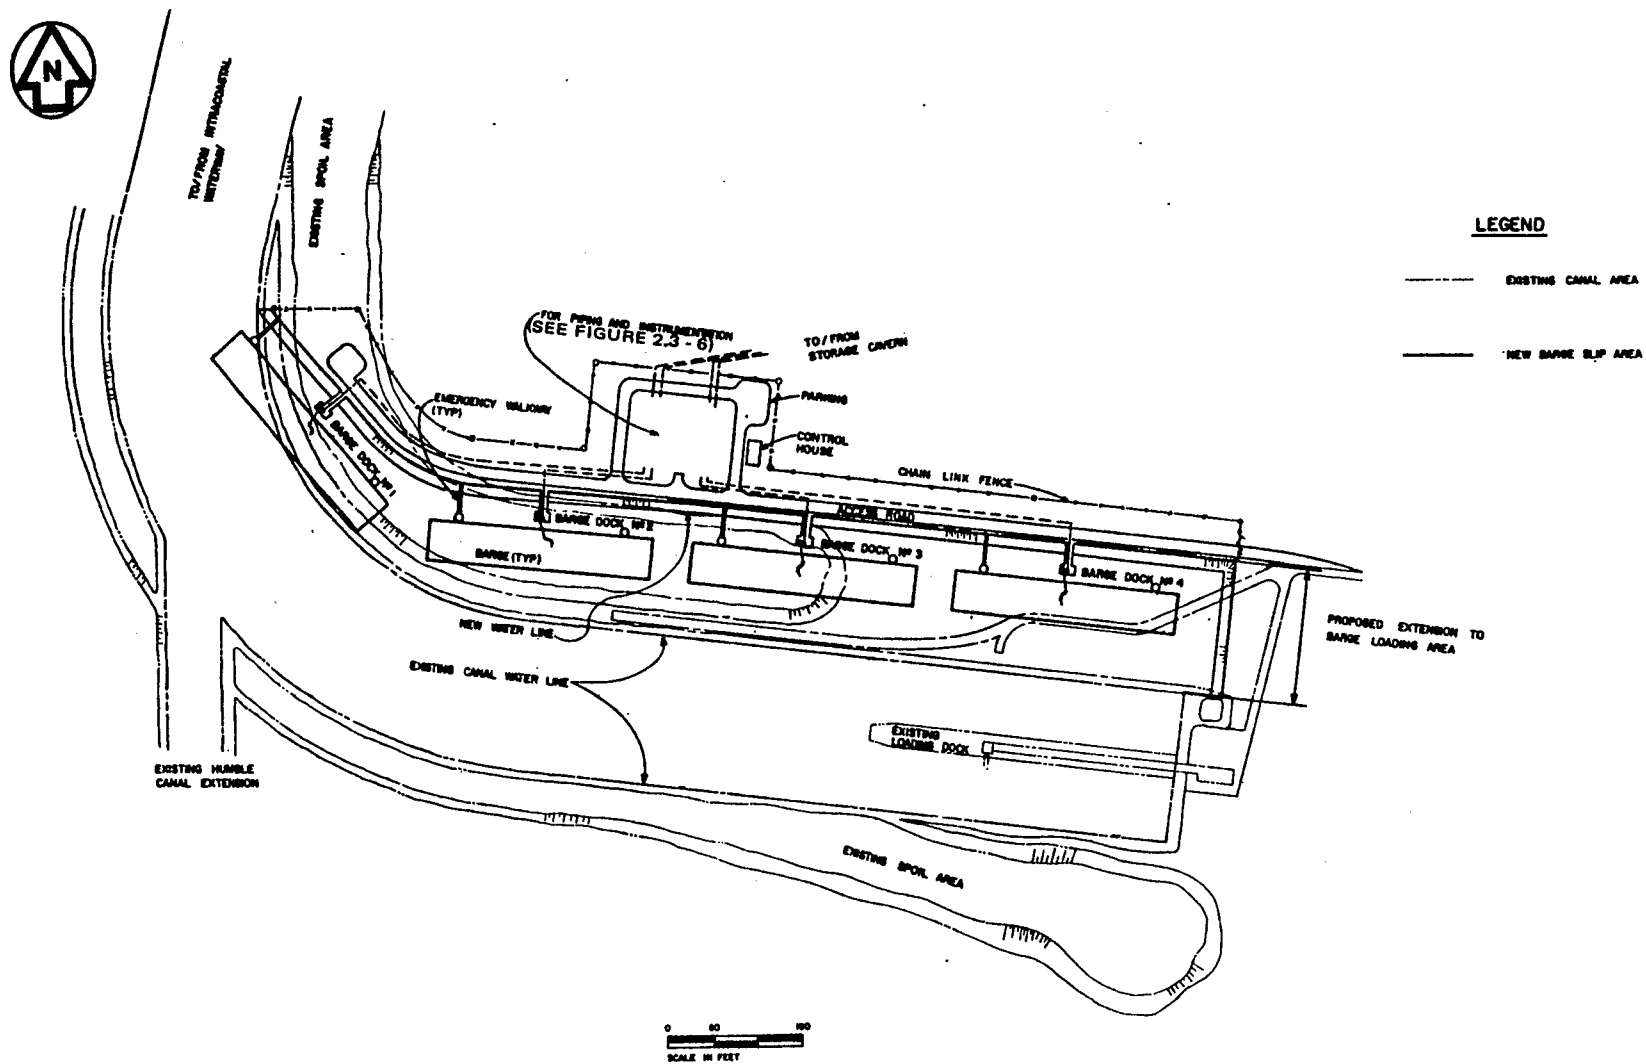 N
TO/FROM INTRACOASTAL
WATERWAY
EXISTING SPOIL AREA
LEGEND
EXISTING CANAL AREA
NEW BARGE SLIP AREA
FOR PIPING AND INSTRUMENTATION
(SEE FIGURE 2.3 - 6)
TO/FROM
STORAGE CAVERN
EMERGENCY WALKWAY
(TYP)
PARKING
CONTROL
HOUSE
CHAIN LINK FENCE
ACCESS ROAD
BARGE DOCK Nº 1
BARGE DOCK Nº 2
BARGE DOCK Nº 3
BARGE DOCK Nº 4
BARGE (TYP)
NEW WATER LINE
EXISTING CANAL WATER LINE
PROPOSED EXTENSION TO
BARGE LOADING AREA
EXISTING
LOADING DOCK
EXISTING HUMBLE
CANAL EXTENSION
EXISTING SPOIL AREA
0
SCALE IN FEET